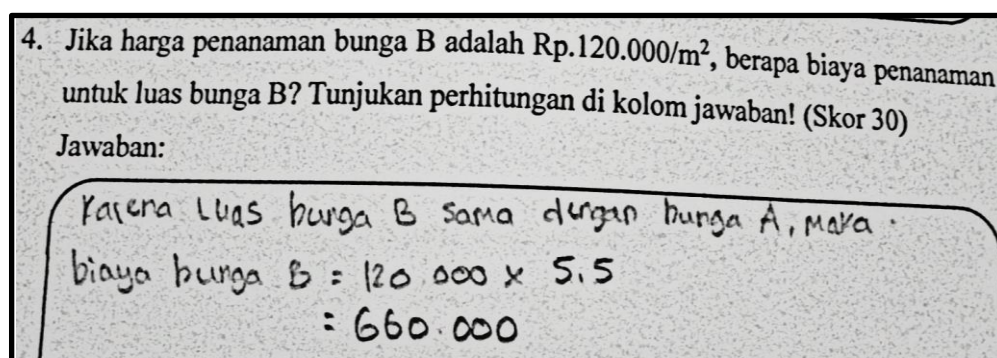 4. Jika harga penanaman bunga B adalah Rp.120.000/m², berapa biaya penanaman
untuk luas bunga B? Tunjukan perhitungan di kolom jawaban! (Skor 30)
Jawaban:
Karena Luas bunga B sama dengan bunga A, maka
biaya bunga B = 120.000 x 5.5
= 660.000